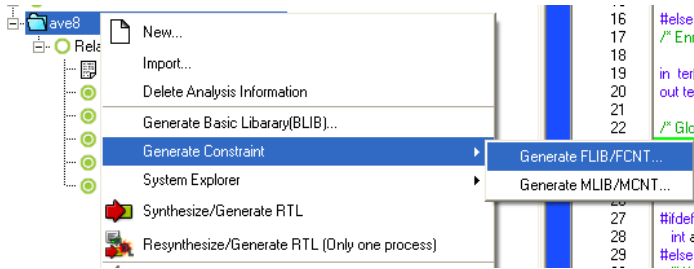 ave8
Rela
New...
Import...
Delete Analysis Information
Generate Basic Libarary(BLIB)...
Generate Constraint
System Explorer
Synthesize/Generate RTL
Resynthesize/Generate RTL (Only one process)
Generate FLIB/FCNT...
Generate MLIB/MCNT...
16 #else
17 /* En
18
19 in ter
20 out te
21
22 /* Glo
27 #ifdef
28 int a
29 #else